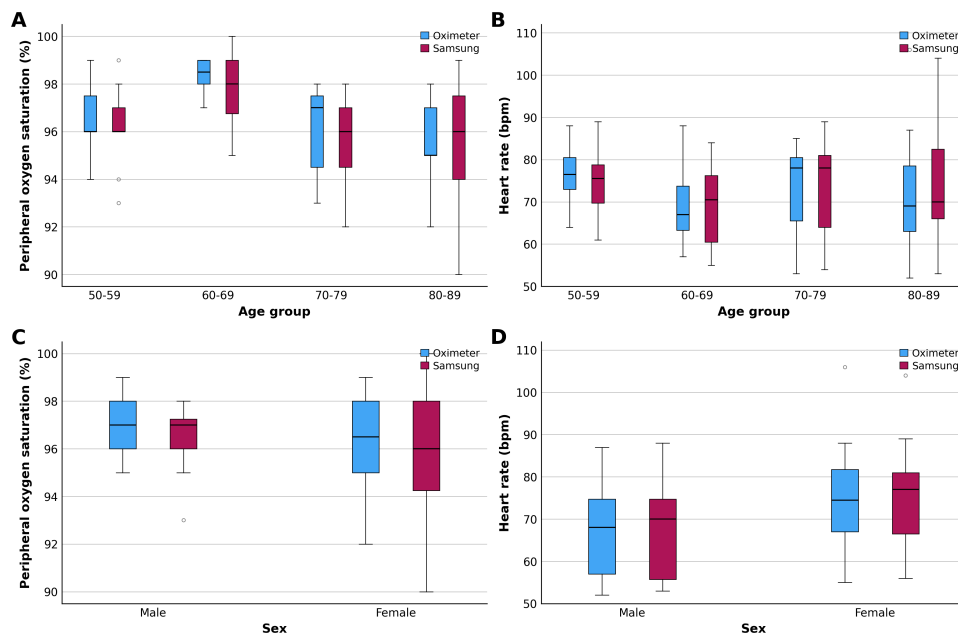 A
Peripheral oxygen saturation (%)
100
98
96
94
92
90
50-59
60-69
70-79
80-89
Age group
Oximeter
Samsung
B
Heart rate (bpm)
110
100
90
80
70
60
50
50-59
60-69
70-79
80-89
Age group
Oximeter
Samsung
C
Peripheral oxygen saturation (%)
100
98
96
94
92
90
Male
Female
Sex
Oximeter
Samsung
D
Heart rate (bpm)
110
100
90
80
70
60
50
Male
Female
Sex
Oximeter
Samsung